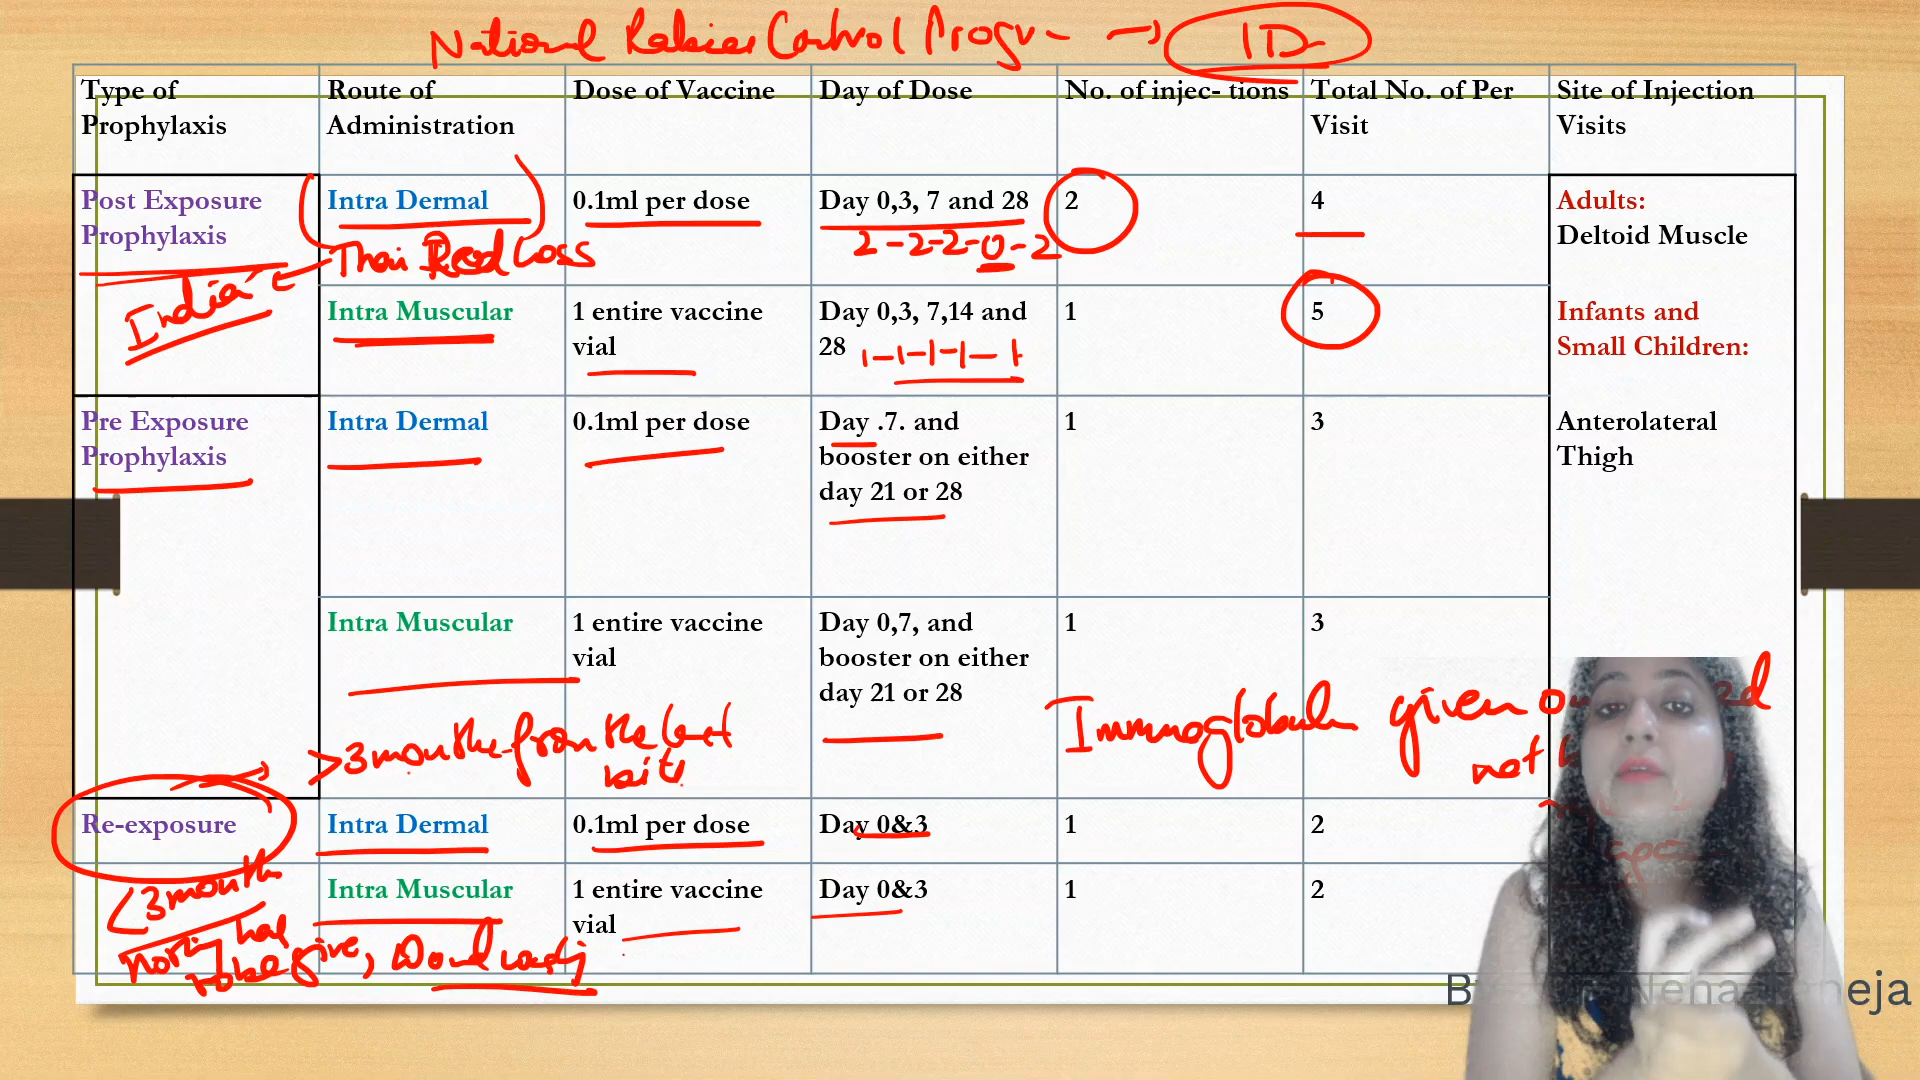 National Rabies Control Progr - → ID
Type of
Prophylaxis
Route of
Administration
Dose of Vaccine
Day of Dose
No. of injec- tions
Total No. of Per
Visit
Site of Injection
Visits
Post Exposure
Prophylaxis
India
Intra Dermal
Thai Red Cross
0.1ml per dose
Day 0,3, 7 and 28
2-2-2-0-2
2
4
Adults:
Deltoid Muscle
Intra Muscular
1 entire vaccine
vial
Day 0,3, 7,14 and
28
1-1-1-1-1
1
5
Infants and
Small Children:
Anterolateral
Thigh
Pre Exposure
Prophylaxis
Intra Dermal
0.1ml per dose
Day .7. and
booster on either
day 21 or 28
1
3
Intra Muscular
1 entire vaccine
vial
Day 0,7, and
booster on either
day 21 or 28
1
3
>3 months from the last
bite
given
not
Re-exposure
Intra Dermal
0.1ml per dose
Day 0&3
1
2
<3 months
Intra Muscular
1 entire vaccine
vial
Day 0&3
1
2
has
to be give,
eja